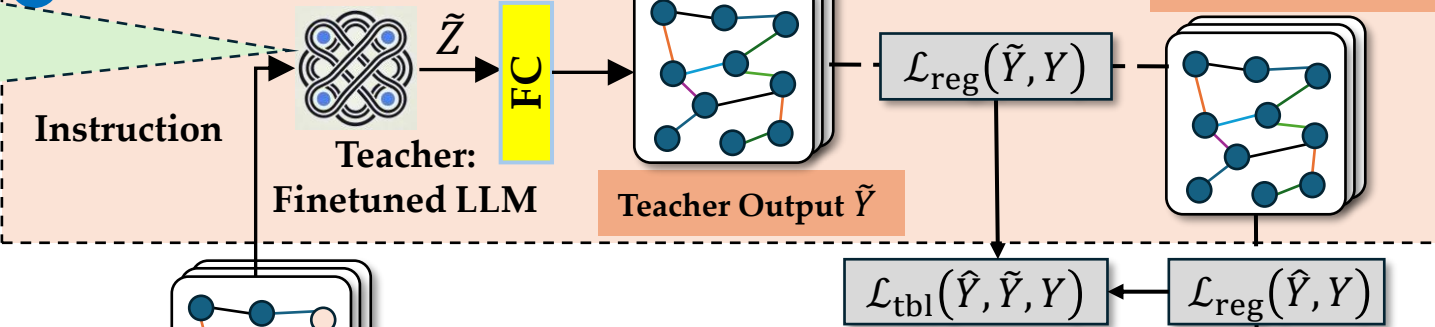 Z̃
FC
ℒ_reg(Ỹ, Y)
Instruction
Teacher:
Finetuned LLM
Teacher Output Ỹ
ℒ_tbl(Ŷ, Ỹ, Y)
ℒ_reg(Ŷ, Y)